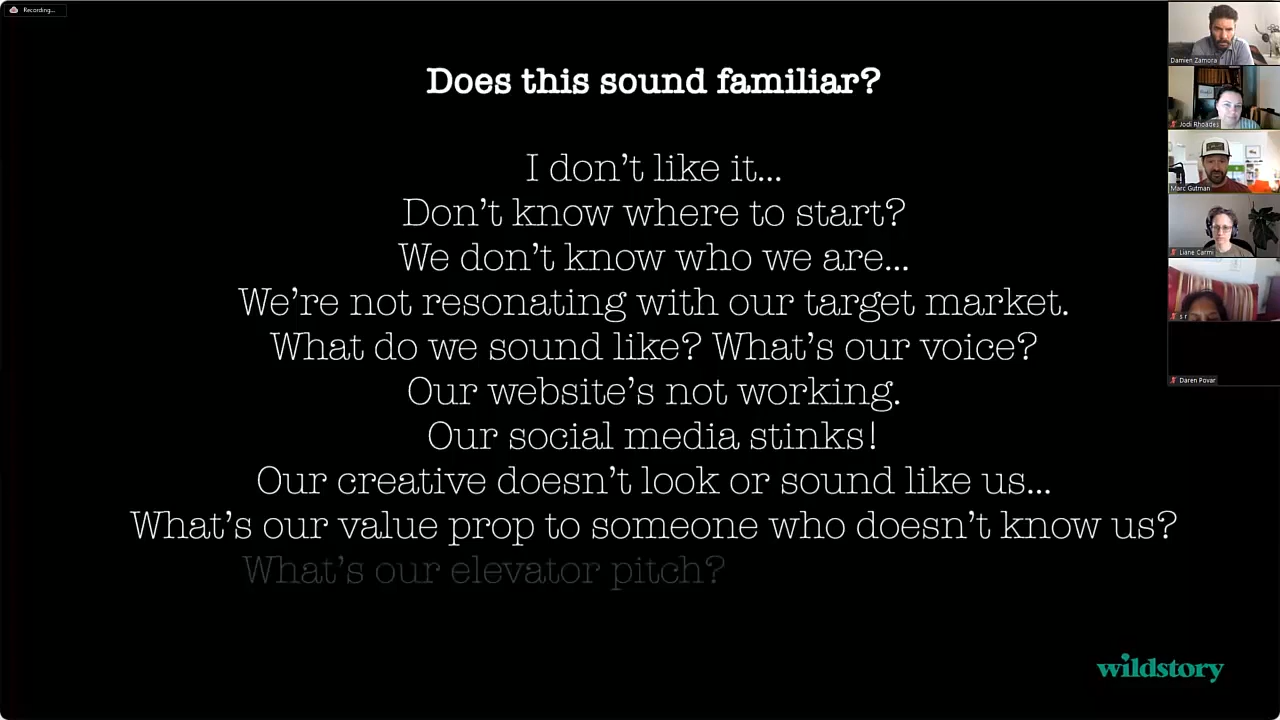 Recording...
Does this sound familiar?
I don’t like it...
Don’t know where to start?
We don’t know who we are...
We’re not resonating with our target market.
What do we sound like? What’s our voice?
Our website’s not working.
Our social media stinks!
Our creative doesn’t look or sound like us...
What’s our value prop to someone who doesn’t know us?
What’s our elevator pitch?
wildstory
Damien Zamora
Jodi Rhoades
Marc Gutman
Liane Carmi
s r
Daren Povar